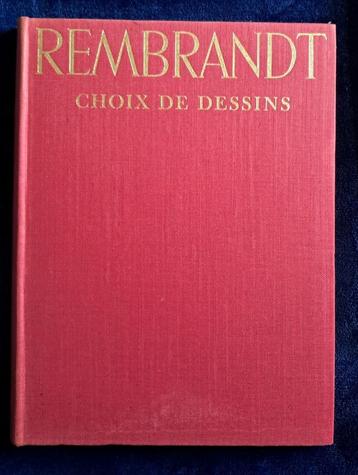 REMBRANDT
CHOIX DE DESSINS